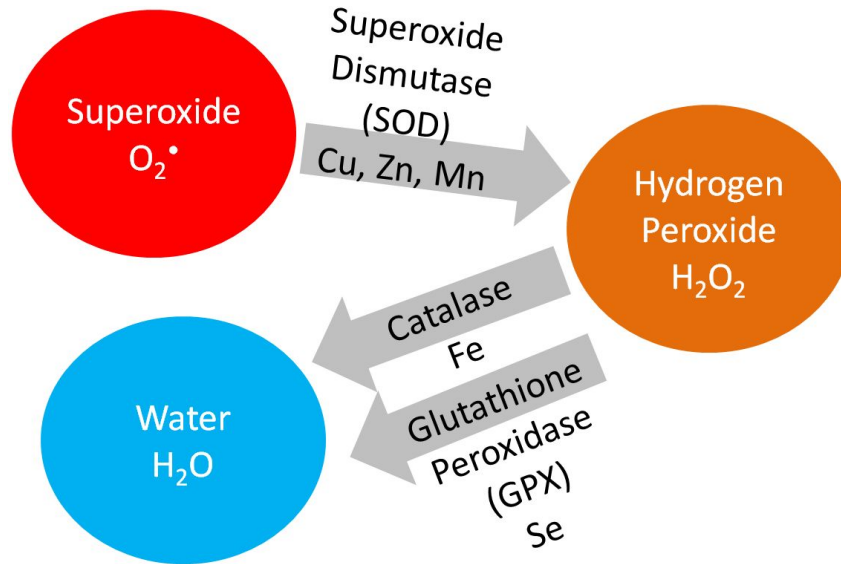 Superoxide
O₂•
Superoxide
Dismutase
(SOD)
Cu, Zn, Mn
Hydrogen
Peroxide
H₂O₂
Catalase
Fe
Glutathione
Peroxidase
(GPX)
Se
Water
H₂O